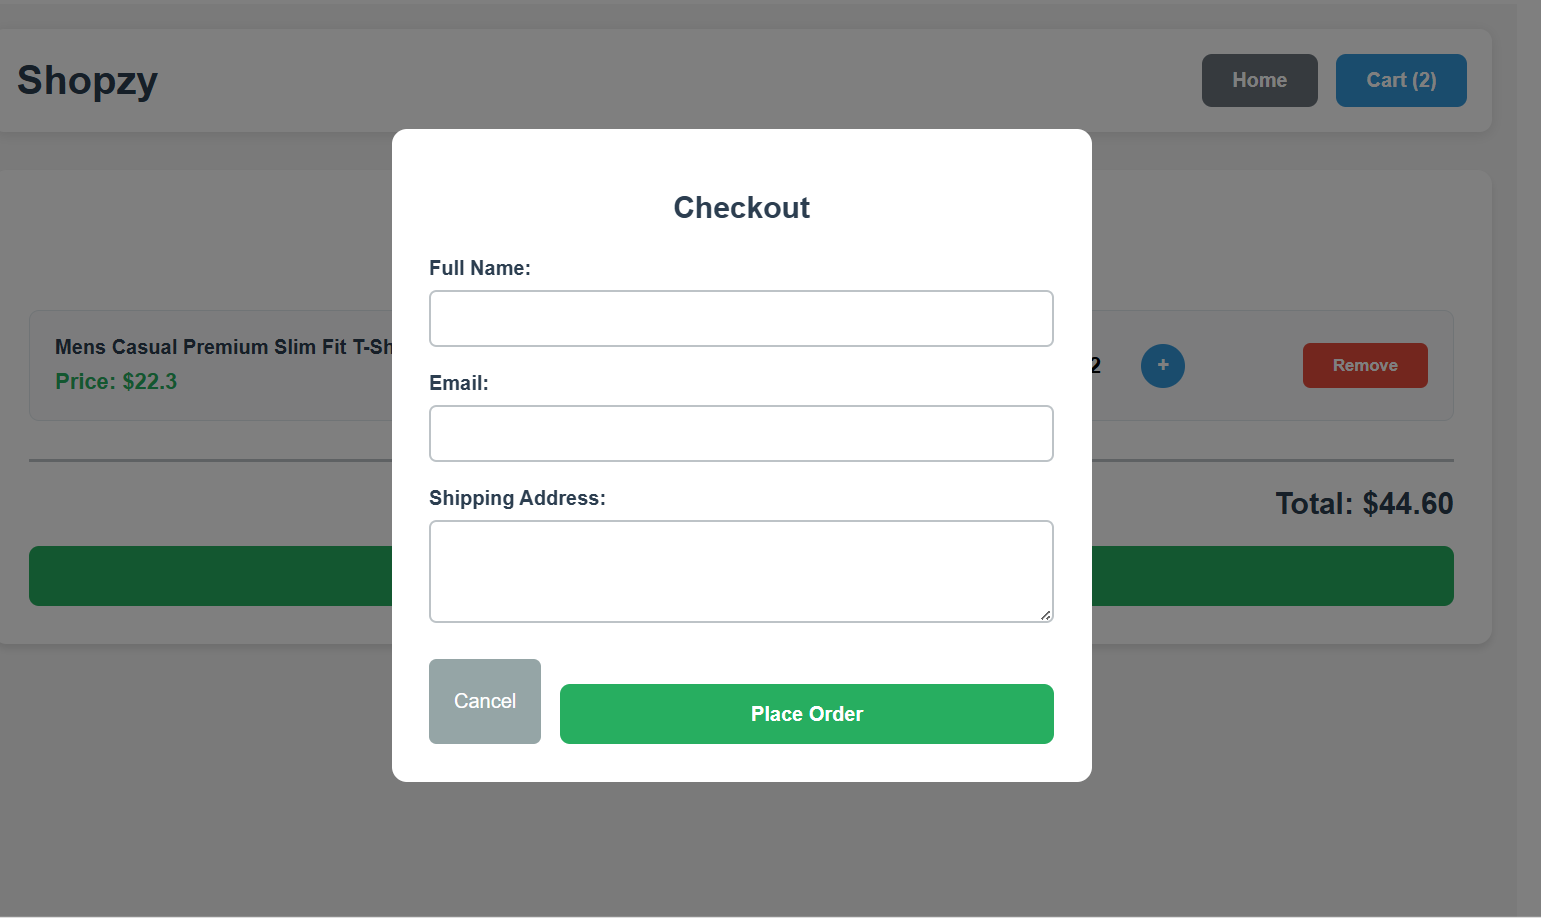 Shopzy
Home
Cart (2)
Checkout
Full Name:
Mens Casual Premium Slim Fit
Price: $22.3
2
+
Remove
Email:
Shipping Address:
Total: $44.60
Cancel
Place Order